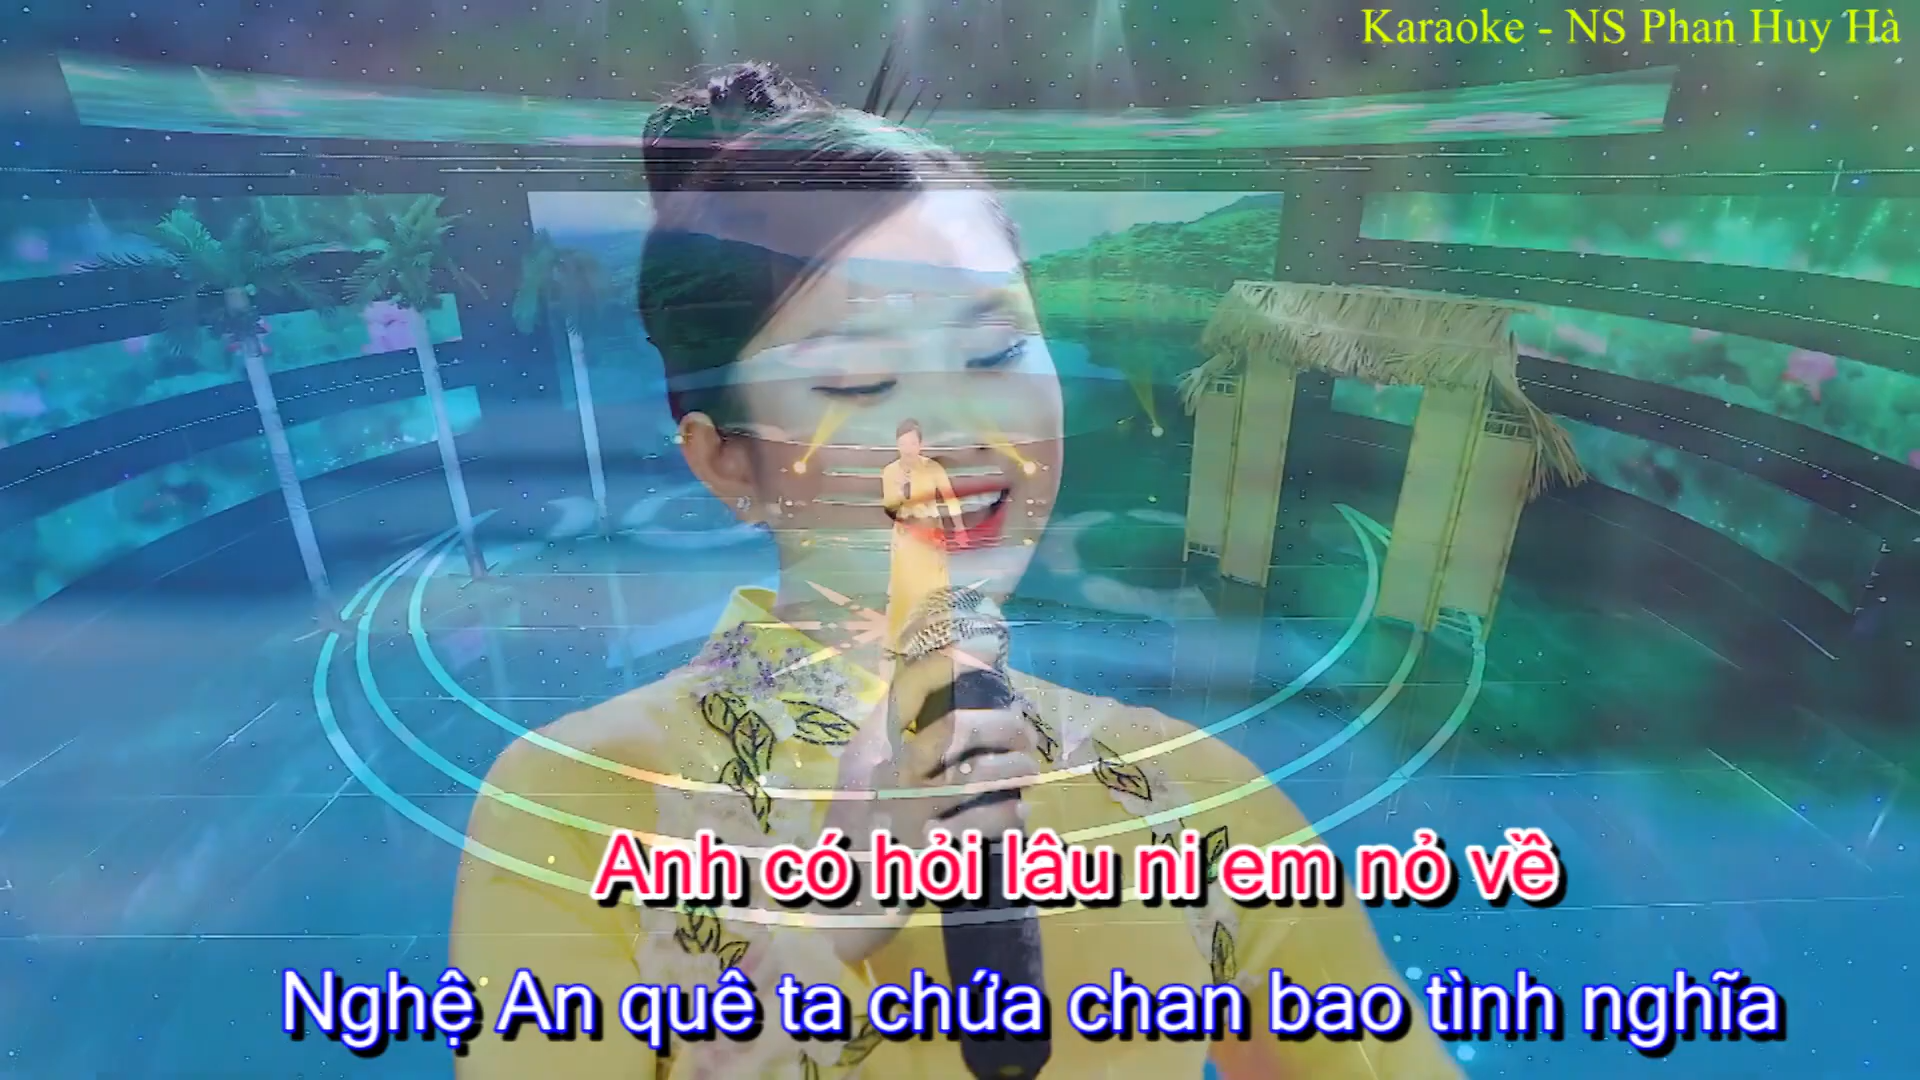 Karaoke - NS Phan Huy Hà
Anh có hỏi lâu ni em nỏ về
Nghệ An quê ta chứa chan bao tình nghĩa